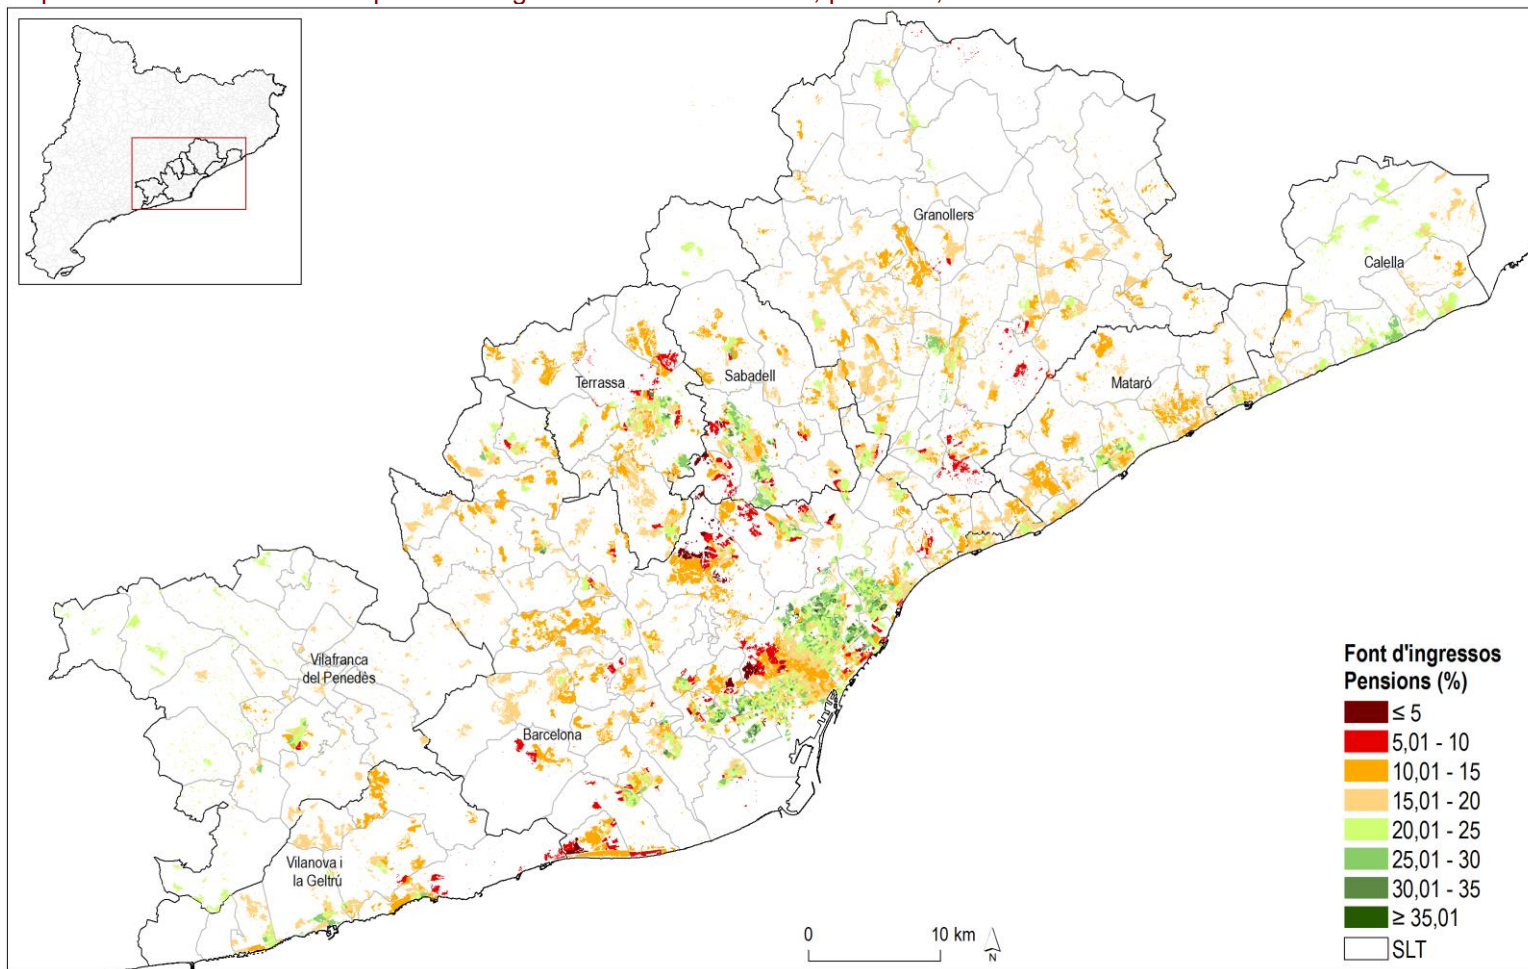 Granollers
Calella
Terrassa
Sabadell
Mataró
Vilafranca
del Penedès
Barcelona
Vilanova i
la Geltrú
Font d'ingressos
Pensions (%)
≤ 5
5,01 - 10
10,01 - 15
15,01 - 20
20,01 - 25
25,01 - 30
30,01 - 35
≥ 35,01
SLT
0 10 km
N